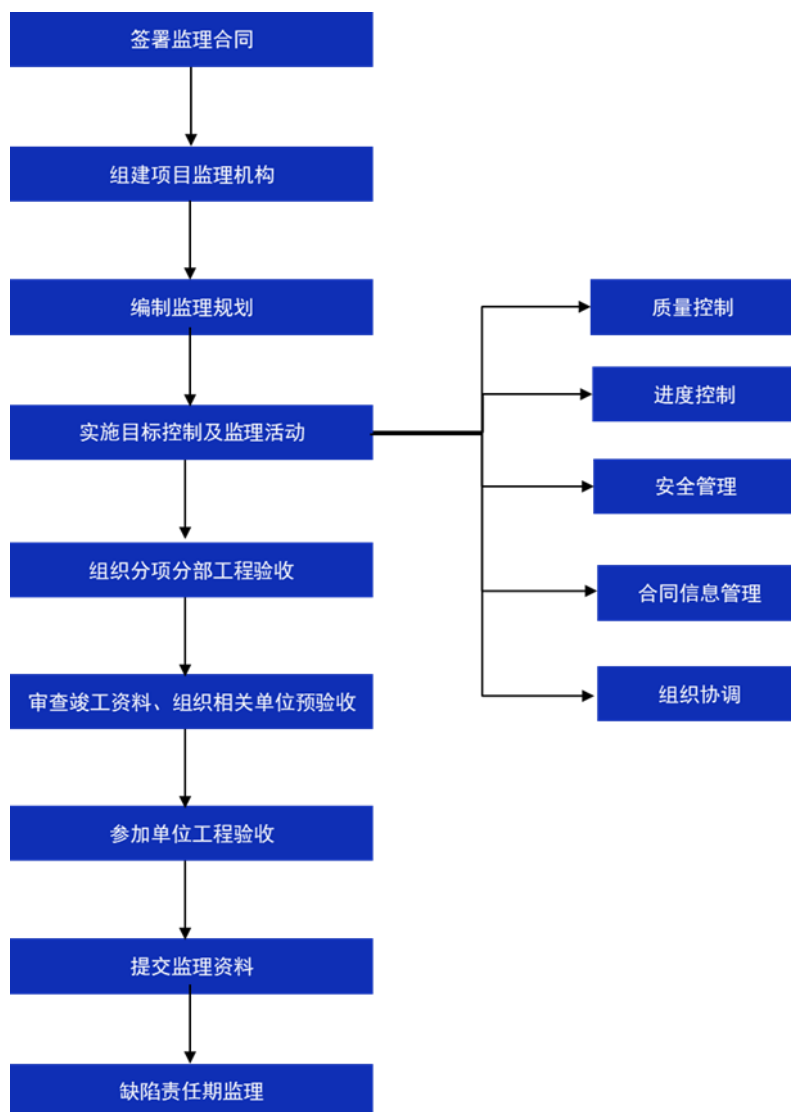 签署监理合同
组建项目监理机构
编制监理规划
实施目标控制及监理活动
组织分项分部工程验收
审查竣工资料、组织相关单位预验收
参加单位工程验收
提交监理资料
缺陷责任期监理
质量控制
进度控制
安全管理
合同信息管理
组织协调